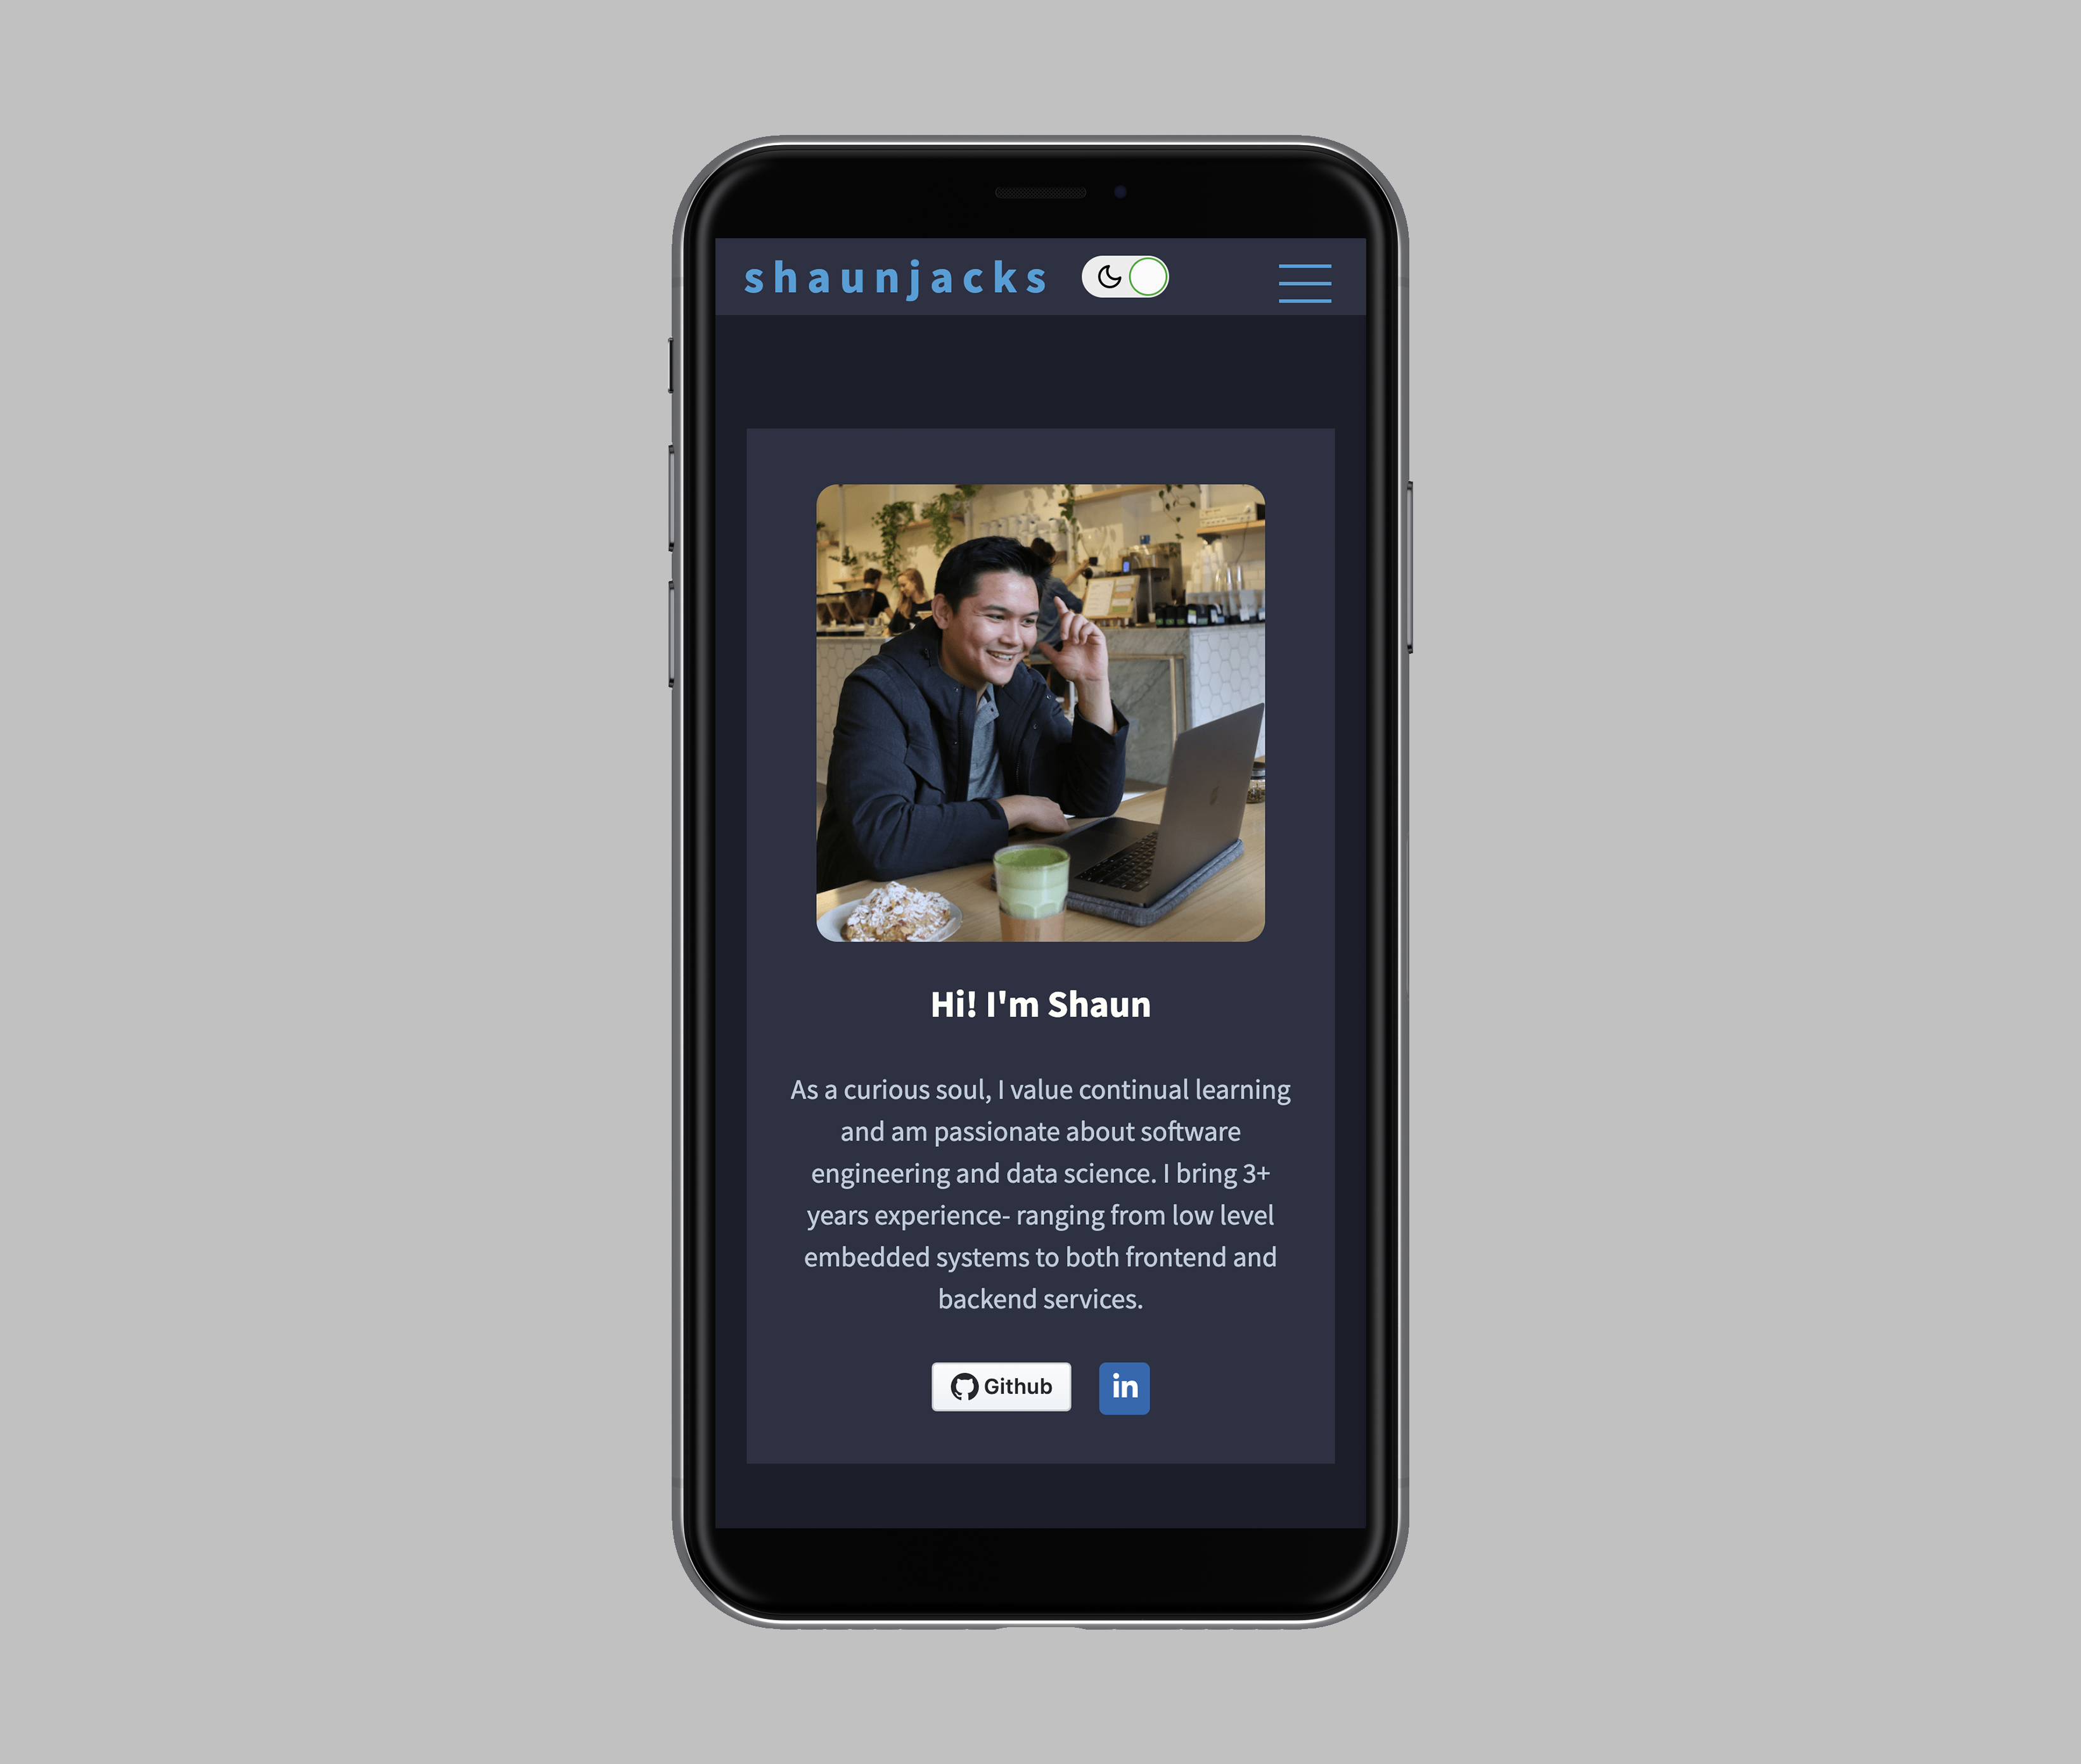 shaunjacks
Hi! I'm Shaun
As a curious soul, I value continual learning
and am passionate about software
engineering and data science. I bring 3+
years experience- ranging from low level
embedded systems to both frontend and
backend services.
Github
in